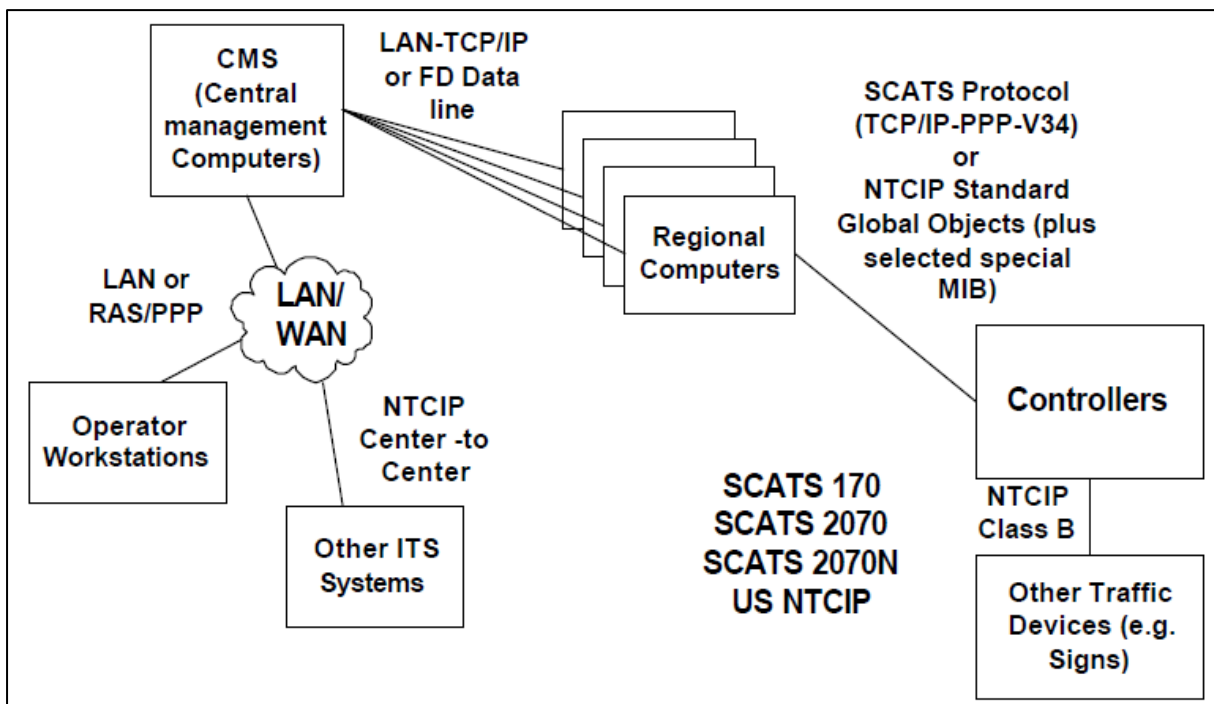 CMS
(Central
management
Computers)
LAN-TCP/IP
or FD Data
line
SCATS Protocol
(TCP/IP-PPP-V34)
or
NTCIP Standard
Global Objects (plus
selected special
MIB)
Regional
Computers
LAN or
RAS/PPP
LAN/
WAN
Controllers
Operator
Workstations
NTCIP
Center -to
Center
Other ITS
Systems
SCATS 170
SCATS 2070
SCATS 2070N
US NTCIP
NTCIP
Class B
Other Traffic
Devices (e.g.
Signs)